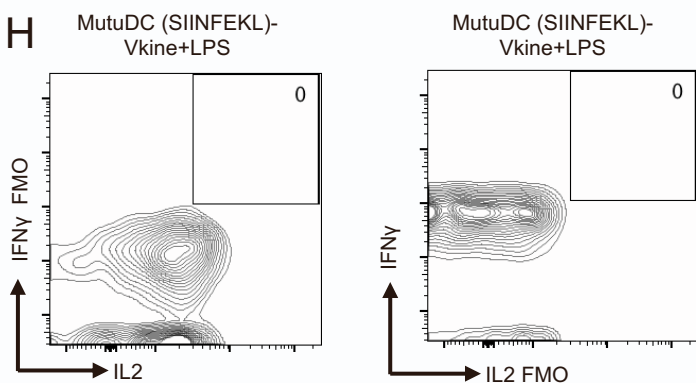 H
MutuDC (SIINFEKL)-
Vkine+LPS
0
IFNγ FMO
IL2
MutuDC (SIINFEKL)-
Vkine+LPS
0
IFNγ
IL2 FMO